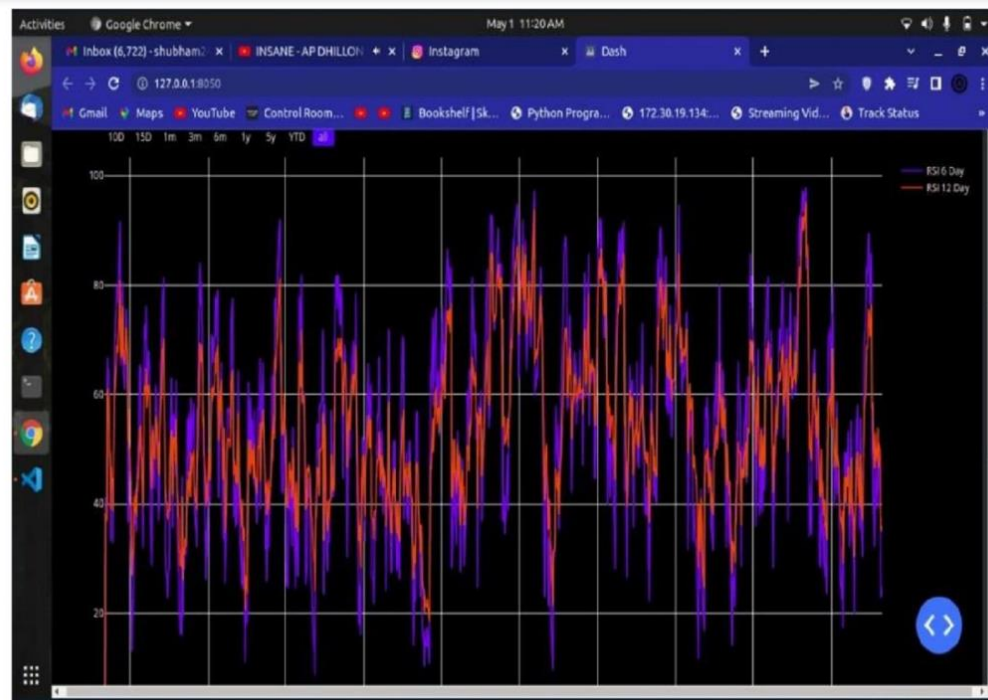 Activities Google Chrome May 1 11:20 AM
Inbox (6,722) - shubham2 INSANE - AP DHILLON Instagram Dash
127.0.0.1:8050
Gmail Maps YouTube Control Room... Bookshelf | Sk... Python Progra... 172.30.19.134:... Streaming Vid... Track Status »
10D 15D 1m 3m 6m 1y 5y YTD all
100
RSI 6 Day
RSI 12 Day
80
60
40
20